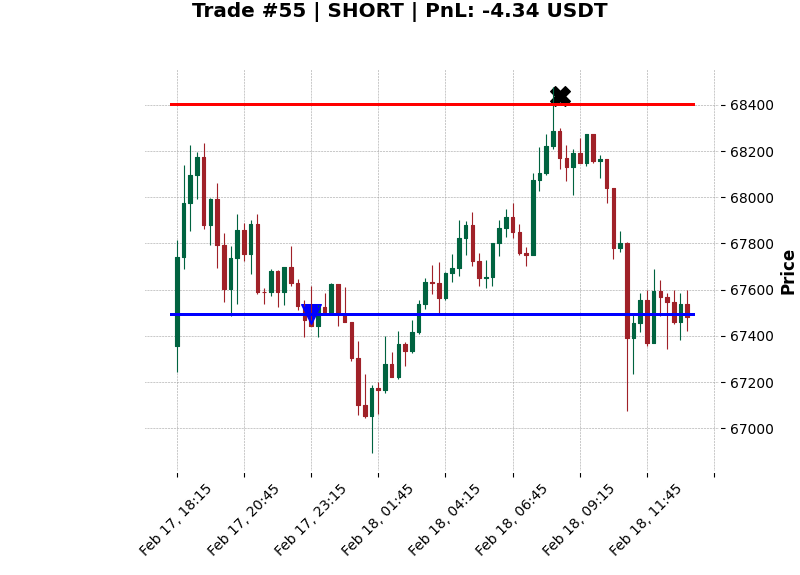 Trade #55 | SHORT | PnL: -4.34 USDT
68400
68200
68000
67800
67600
67400
67200
67000
Price
Feb 17, 18:15
Feb 17, 20:45
Feb 17, 23:15
Feb 18, 01:45
Feb 18, 04:15
Feb 18, 06:45
Feb 18, 09:15
Feb 18, 11:45